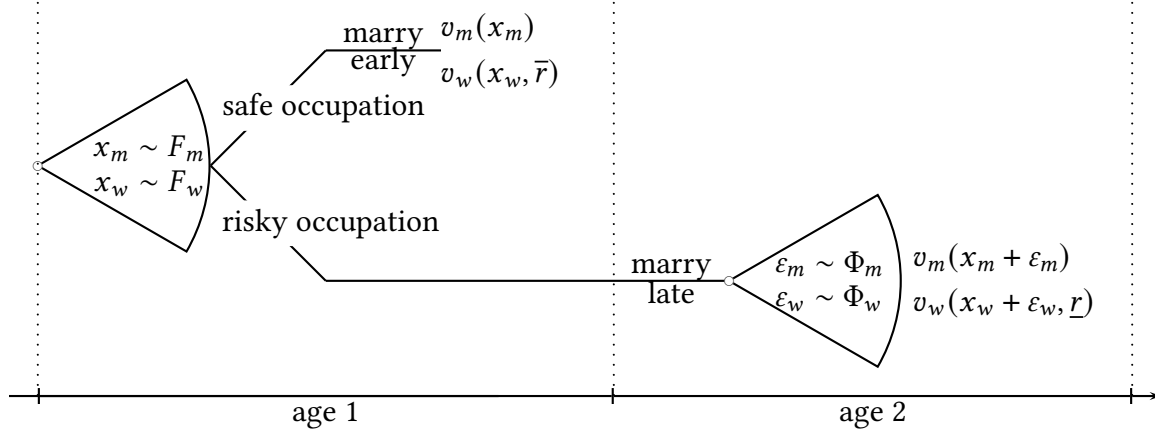 marry
early
v_m(x_m)
v_w(x_w, r̅)
safe occupation
x_m ∼ F_m
x_w ∼ F_w
risky occupation
marry
late
ε_m ∼ Φ_m
ε_w ∼ Φ_w
v_m(x_m + ε_m)
v_w(x_w + ε_w, r̲)
age 1
age 2